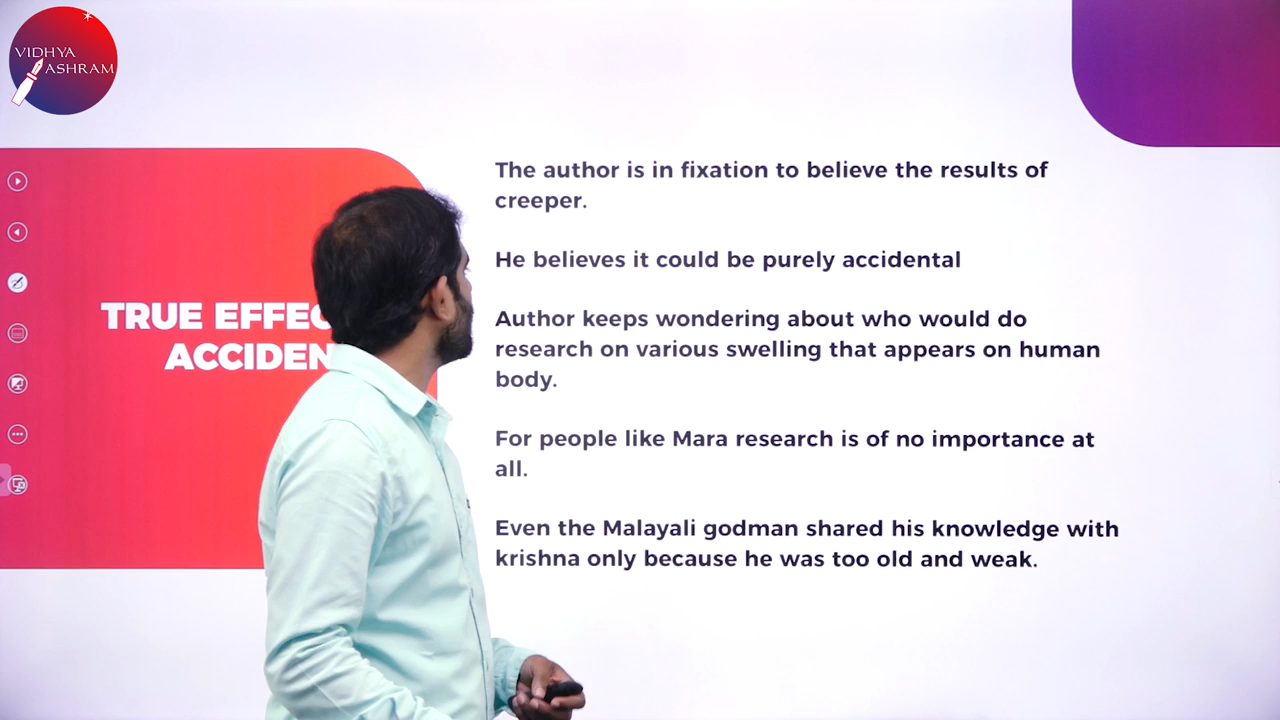 VIDHYA
ASHRAM
TRUE
The author is in fixation to believe the results of
creeper.
He believes it could be purely accidental
Author keeps wondering about who would do
research on various swelling that appears on human
body.
For people like Mara research is of no importance at
all.
Even the Malayali godman shared his knowledge with
krishna only because he was too old and weak.